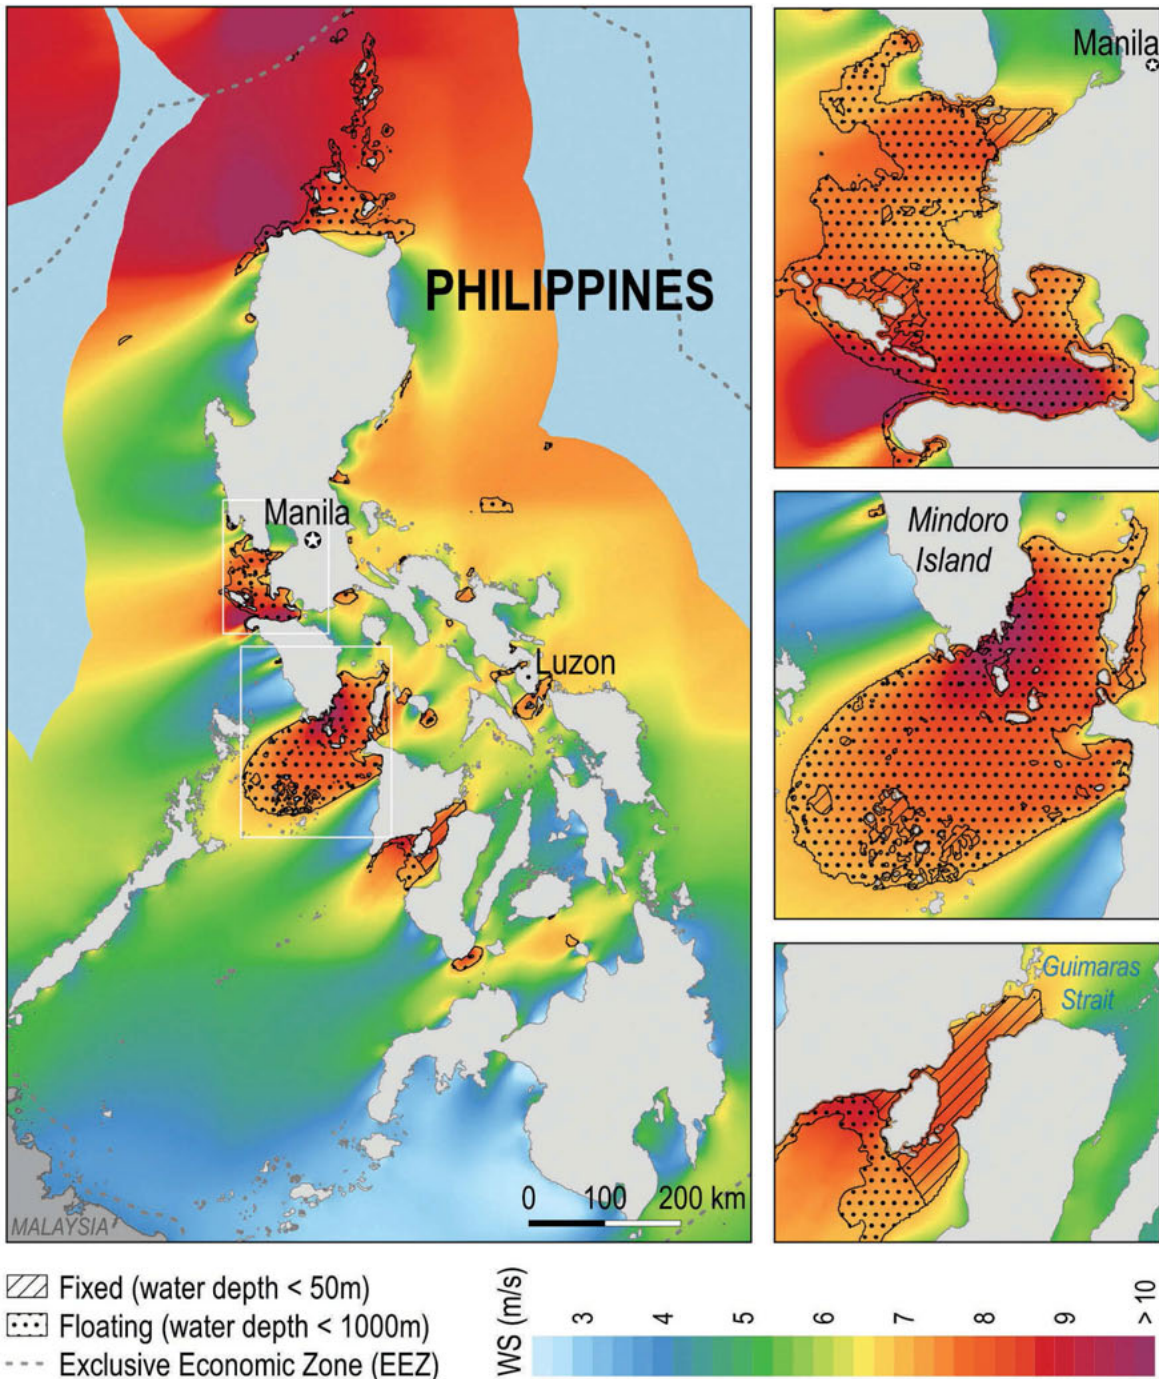 PHILIPPINES
Manila
Luzon
0 100 200 km
MALAYSIA
Manila
Mindoro
Island
Guimaras
Strait
Fixed (water depth < 50m)
Floating (water depth < 1000m)
Exclusive Economic Zone (EEZ)
WS (m/s)
3 4 5 6 7 8 9 > 10